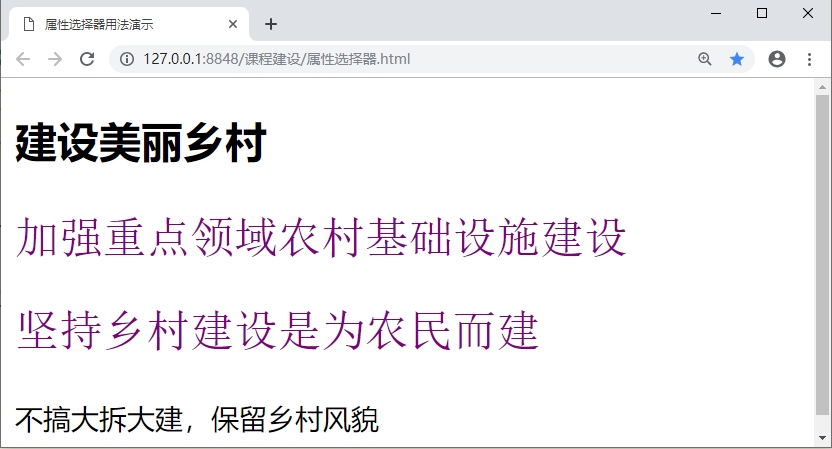 属性选择器用法演示
127.0.0.1:8848/课程建设/属性选择器.html
建设美丽乡村
加强重点领域农村基础设施建设
坚持乡村建设是为农民而建
不搞大拆大建，保留乡村风貌